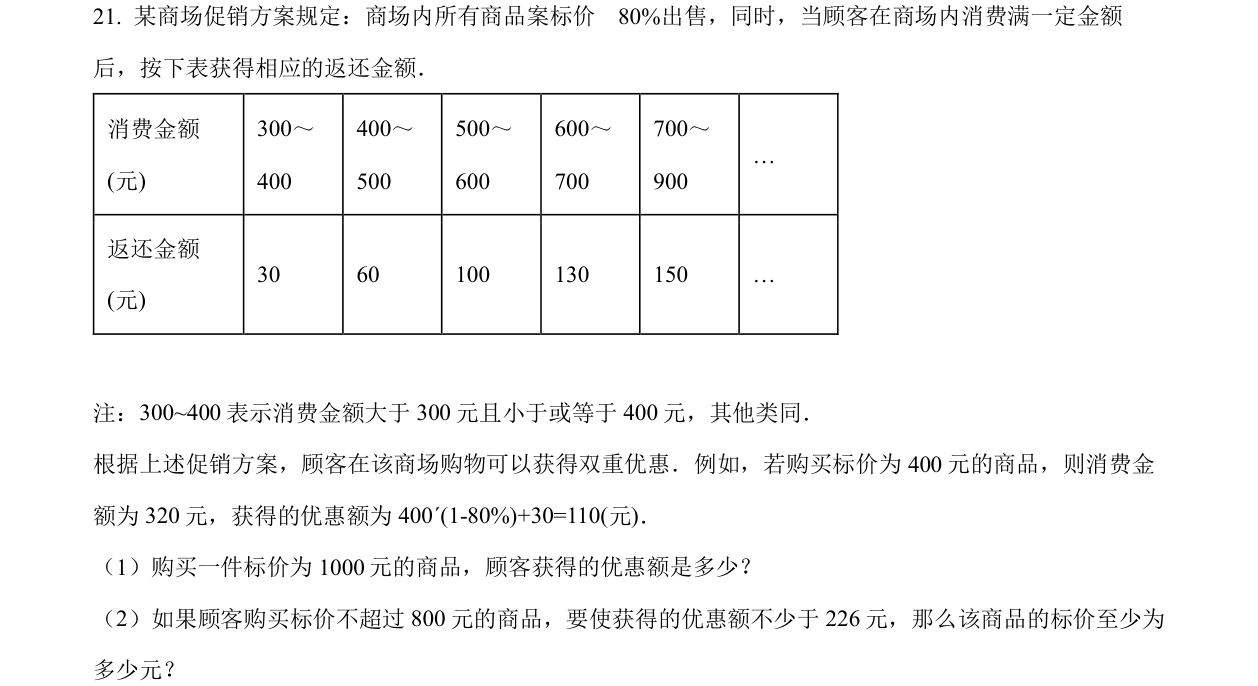 21. 某商场促销方案规定：商场内所有商品案标价 80%出售，同时，当顾客在商场内消费满一定金额
后，按下表获得相应的返还金额．
消费金额(元) 300～400 400～500 500～600 600～700 700～900 …
返还金额(元) 30 60 100 130 150 …
注：300~400 表示消费金额大于 300 元且小于或等于 400 元，其他类同．
根据上述促销方案，顾客在该商场购物可以获得双重优惠．例如，若购买标价为 400 元的商品，则消费金
额为 320 元，获得的优惠额为 400´(1-80%)+30=110(元)．
（1）购买一件标价为 1000 元的商品，顾客获得的优惠额是多少？
（2）如果顾客购买标价不超过 800 元的商品，要使获得的优惠额不少于 226 元，那么该商品的标价至少为
多少元？